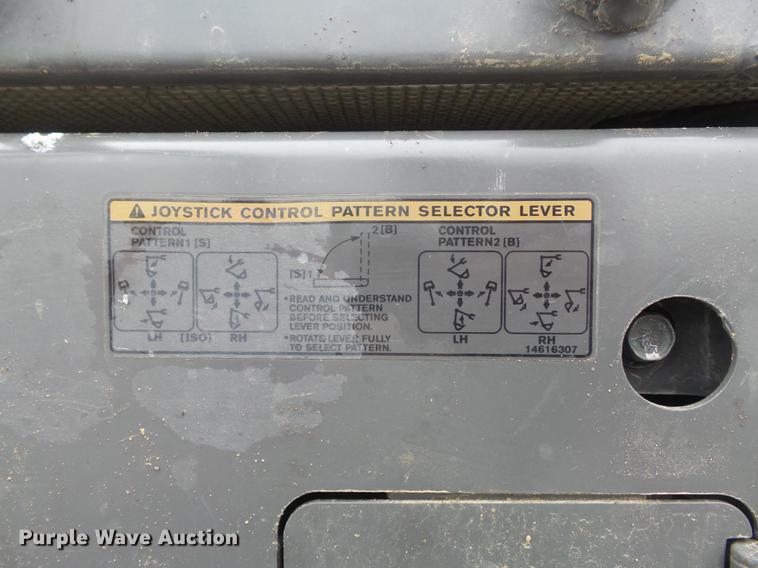 JOYSTICK CONTROL PATTERN SELECTOR LEVER
CONTROL
PATTERN1 [S]
2 [B]
[S] 1
CONTROL
PATTERN2 [B]
•READ AND UNDERSTAND
CONTROL PATTERN
BEFORE SELECTING
LEVER POSITION.
•ROTATE LEVER FULLY
TO SELECT PATTERN.
LH [ISO] RH
LH RH
14616307
Purple Wave Auction®